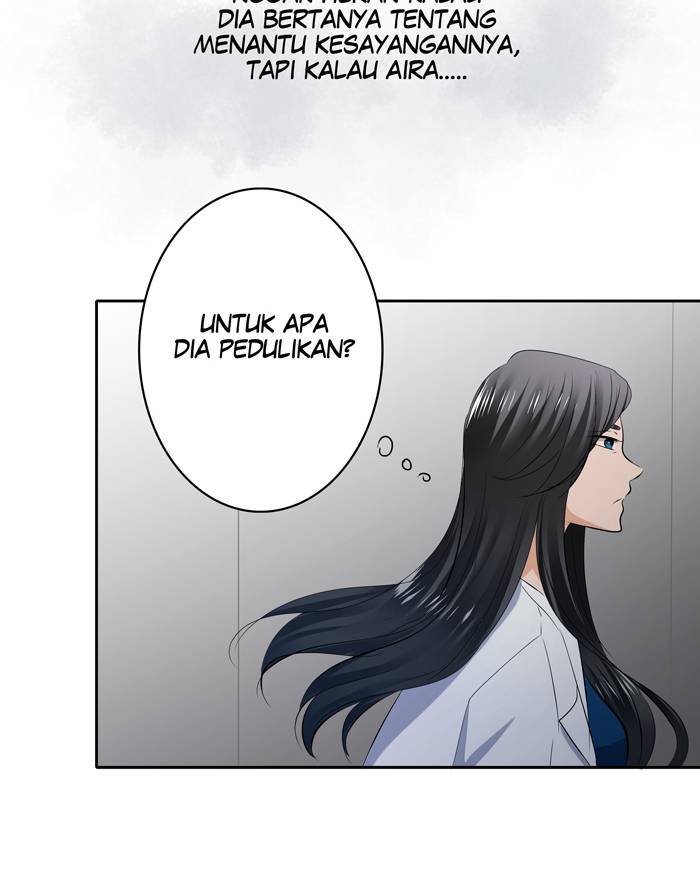 DIA BERTANYA TENTANG
MENANTU KESAYANGANNYA,
TAPI KALAU AIRA.....
UNTUK APA
DIA PEDULIKAN?